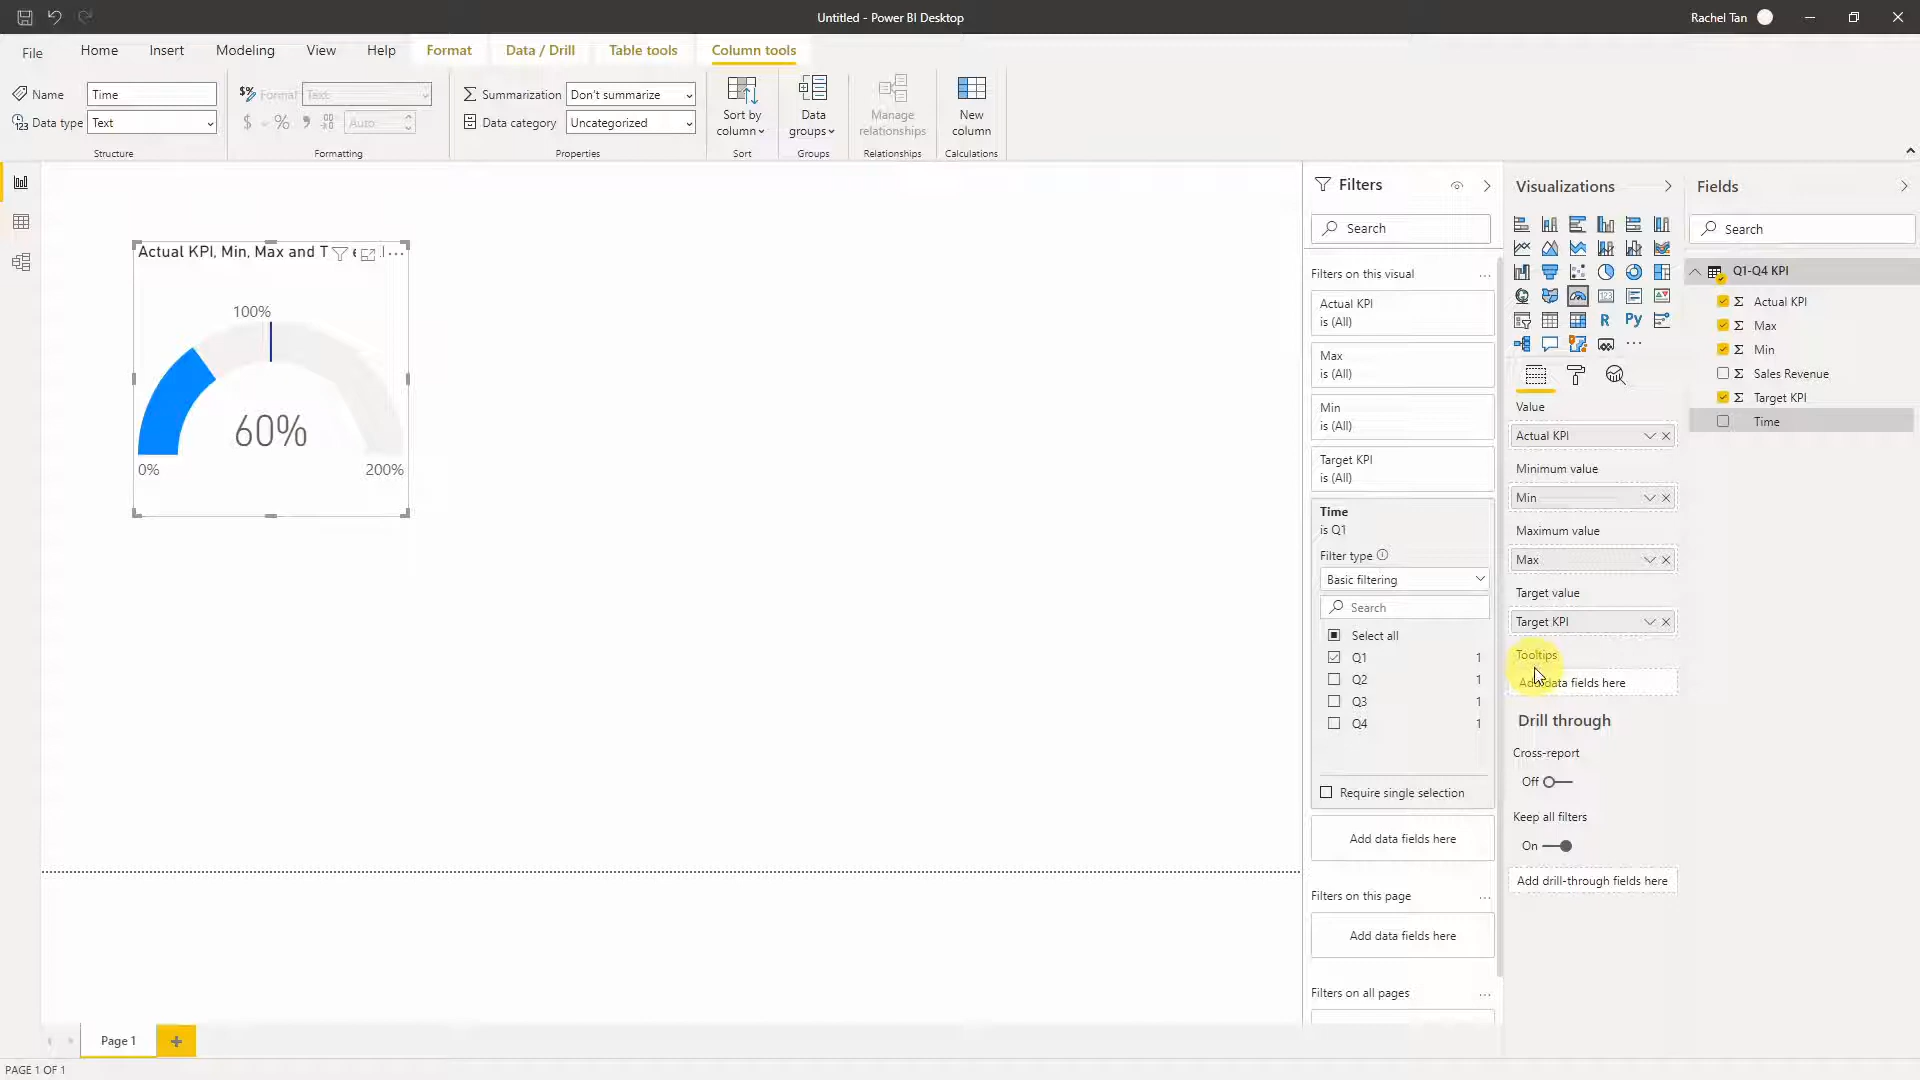 Untitled - Power BI Desktop
Rachel Tan
File
Home
Insert
Modeling
View
Help
Format
Data / Drill
Table tools
Column tools
Name
Time
Data type
Text
Structure
Format
Text
$
%
Auto
Formatting
Summarization
Don't summarize
Data category
Uncategorized
Properties
Sort by
column
Sort
Data
groups
Groups
Manage
relationships
Relationships
New
column
Calculations
Actual KPI, Min, Max and T
100%
60%
0%
200%
Filters
Search
Filters on this visual
Actual KPI
is (All)
Max
is (All)
Min
is (All)
Target KPI
is (All)
Time
is Q1
Filter type
Basic filtering
Search
Select all
Q1 1
Q2 1
Q3 1
Q4 1
Require single selection
Add data fields here
Filters on this page
Add data fields here
Filters on all pages
Visualizations
R
Py
Value
Actual KPI
Minimum value
Min
Maximum value
Max
Target value
Target KPI
Tooltips
Add data fields here
Drill through
Cross-report
Off
Keep all filters
On
Add drill-through fields here
Fields
Search
Q1-Q4 KPI
Actual KPI
Max
Min
Sales Revenue
Target KPI
Time
Page 1
PAGE 1 OF 1